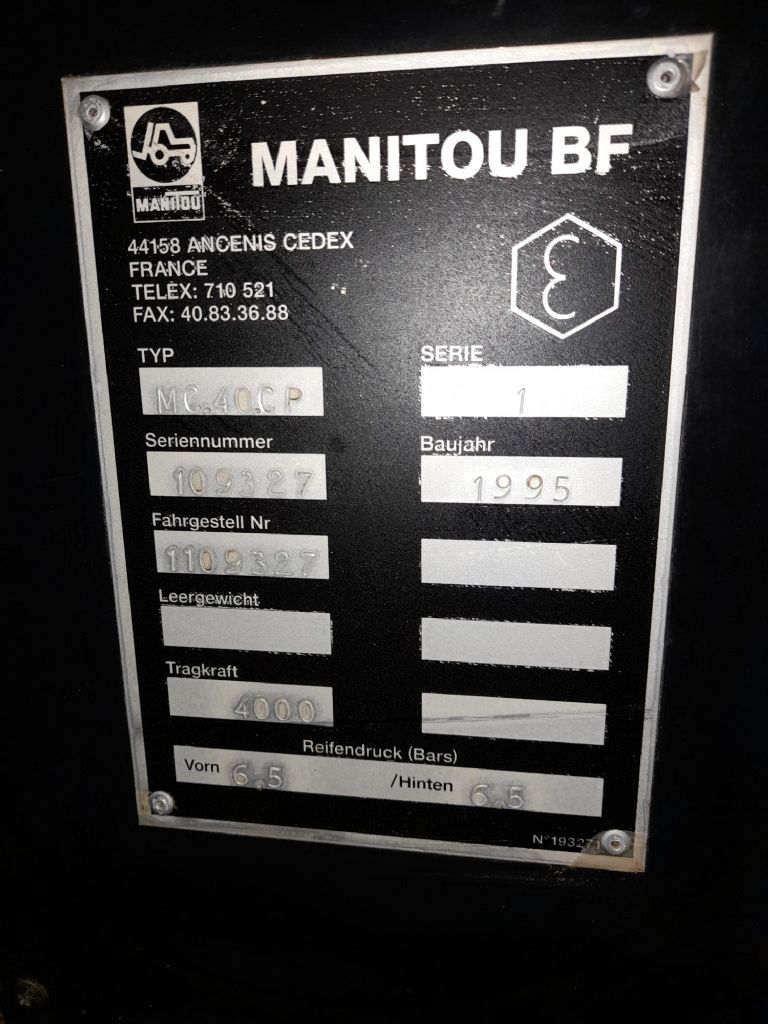 MANITOU
MANITOU BF
44158 ANCENIS CEDEX
FRANCE
TELEX: 710 521
FAX: 40.83.36.88
TYP
MC.40.CP
SERIE
1
Seriennummer
109327
Baujahr
1995
Fahrgestell Nr
1109327
Leergewicht
Tragkraft
4000
Reifendruck (Bars)
Vorn 6.5 /Hinten 6.5